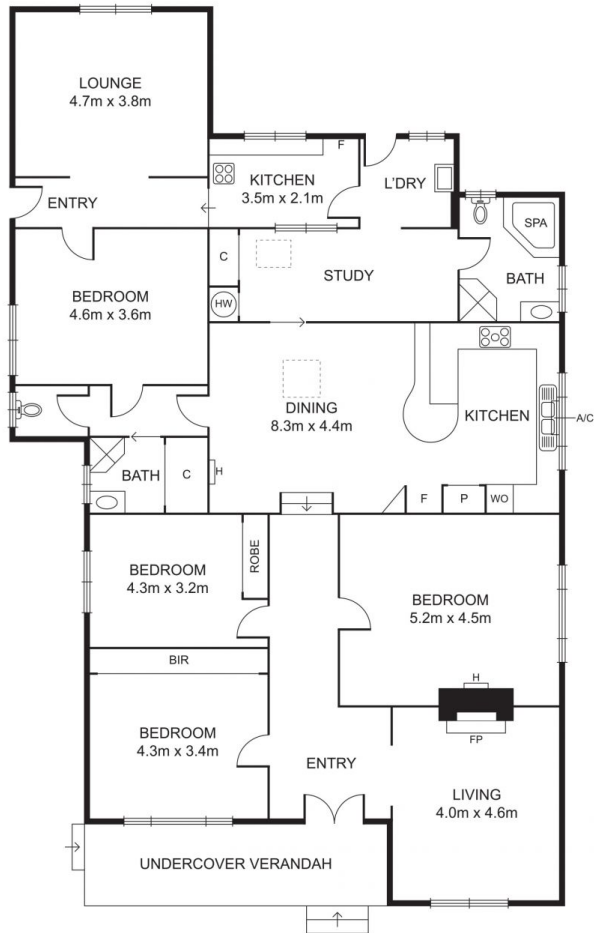 LOUNGE
4.7m x 3.8m
F
KITCHEN
3.5m x 2.1m
L'DRY
ENTRY
SPA
C
STUDY
BATH
BEDROOM
4.6m x 3.6m
HW
DINING
8.3m x 4.4m
KITCHEN
A/C
BATH
C
H
F
P
WO
BEDROOM
4.3m x 3.2m
ROBE
BEDROOM
5.2m x 4.5m
BIR
H
BEDROOM
4.3m x 3.4m
FP
ENTRY
LIVING
4.0m x 4.6m
UNDERCOVER VERANDAH